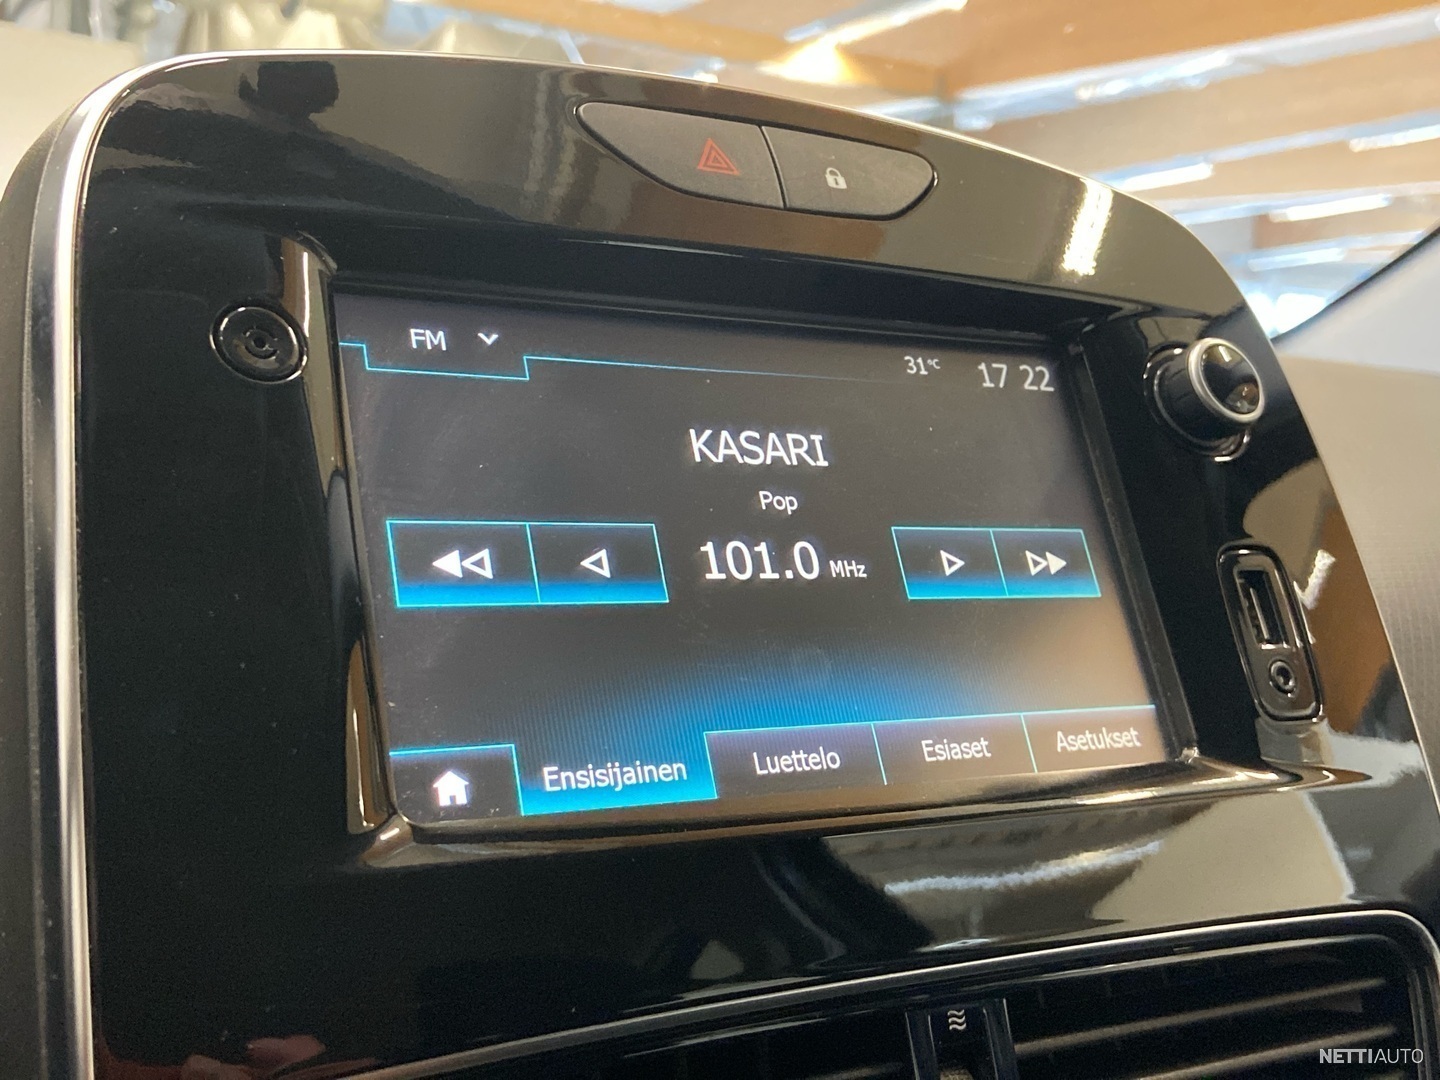 FM
31°C 17 22
KASARI
Pop
101.0 MHz
Ensisijainen Luettelo Esiaset Asetukset
NETTIAUTO